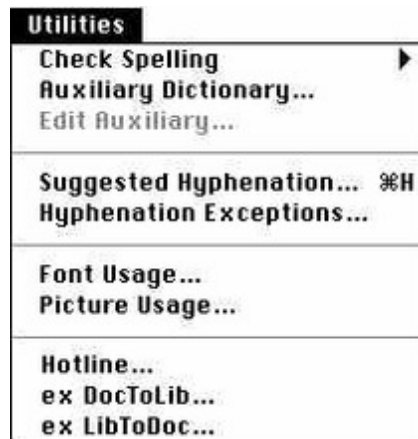 Utilities
Check Spelling
Auxiliary Dictionary...
Edit Auxiliary...
Suggested Hyphenation... ⌘H
Hyphenation Exceptions...
Font Usage...
Picture Usage...
Hotline...
ex DocToLib...
ex LibToDoc...